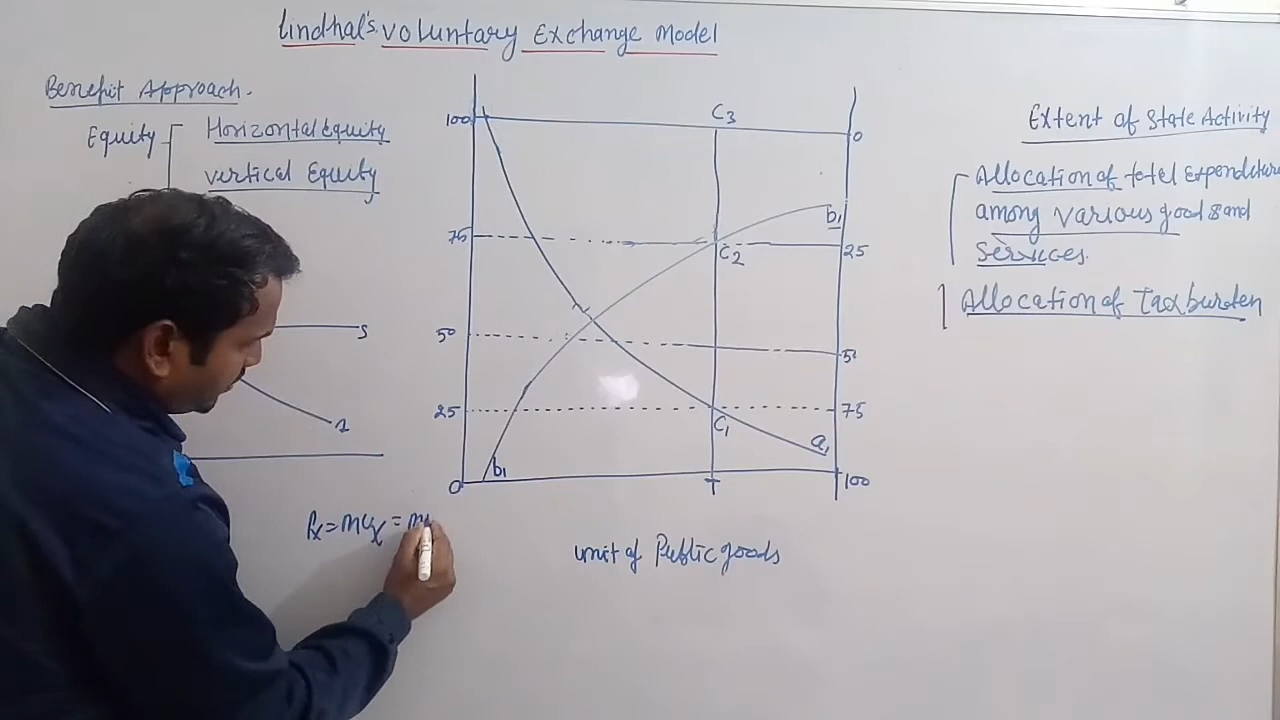 Lindhal's Voluntary Exchange Model
Benefit Approach.
Equity
Horizontal Equity
vertical Equity
S
100
75
50
25
0
C3
C2
C1
b1
a1
b1
T
0
25
50
75
100
unit of Public goods
Px = MUx =
Extent of State Activity
Allocation of total Expenditure
among various goods and
Services.
Allocation of Tax burden